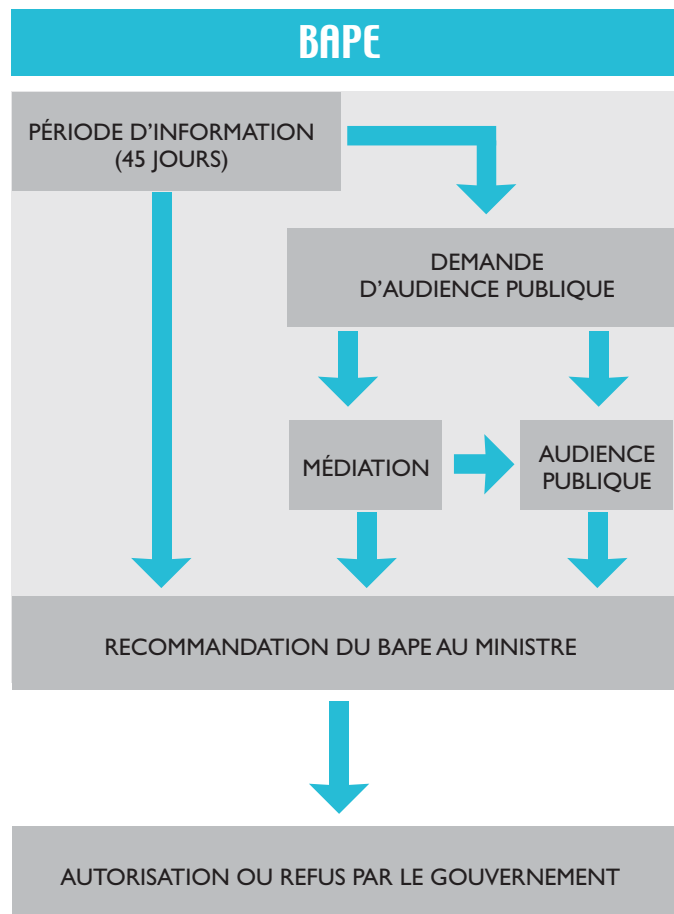 BAPE
PÉRIODE D'INFORMATION
(45 JOURS)
DEMANDE
D'AUDIENCE PUBLIQUE
MÉDIATION
AUDIENCE
PUBLIQUE
RECOMMANDATION DU BAPE AU MINISTRE
AUTORISATION OU REFUS PAR LE GOUVERNEMENT